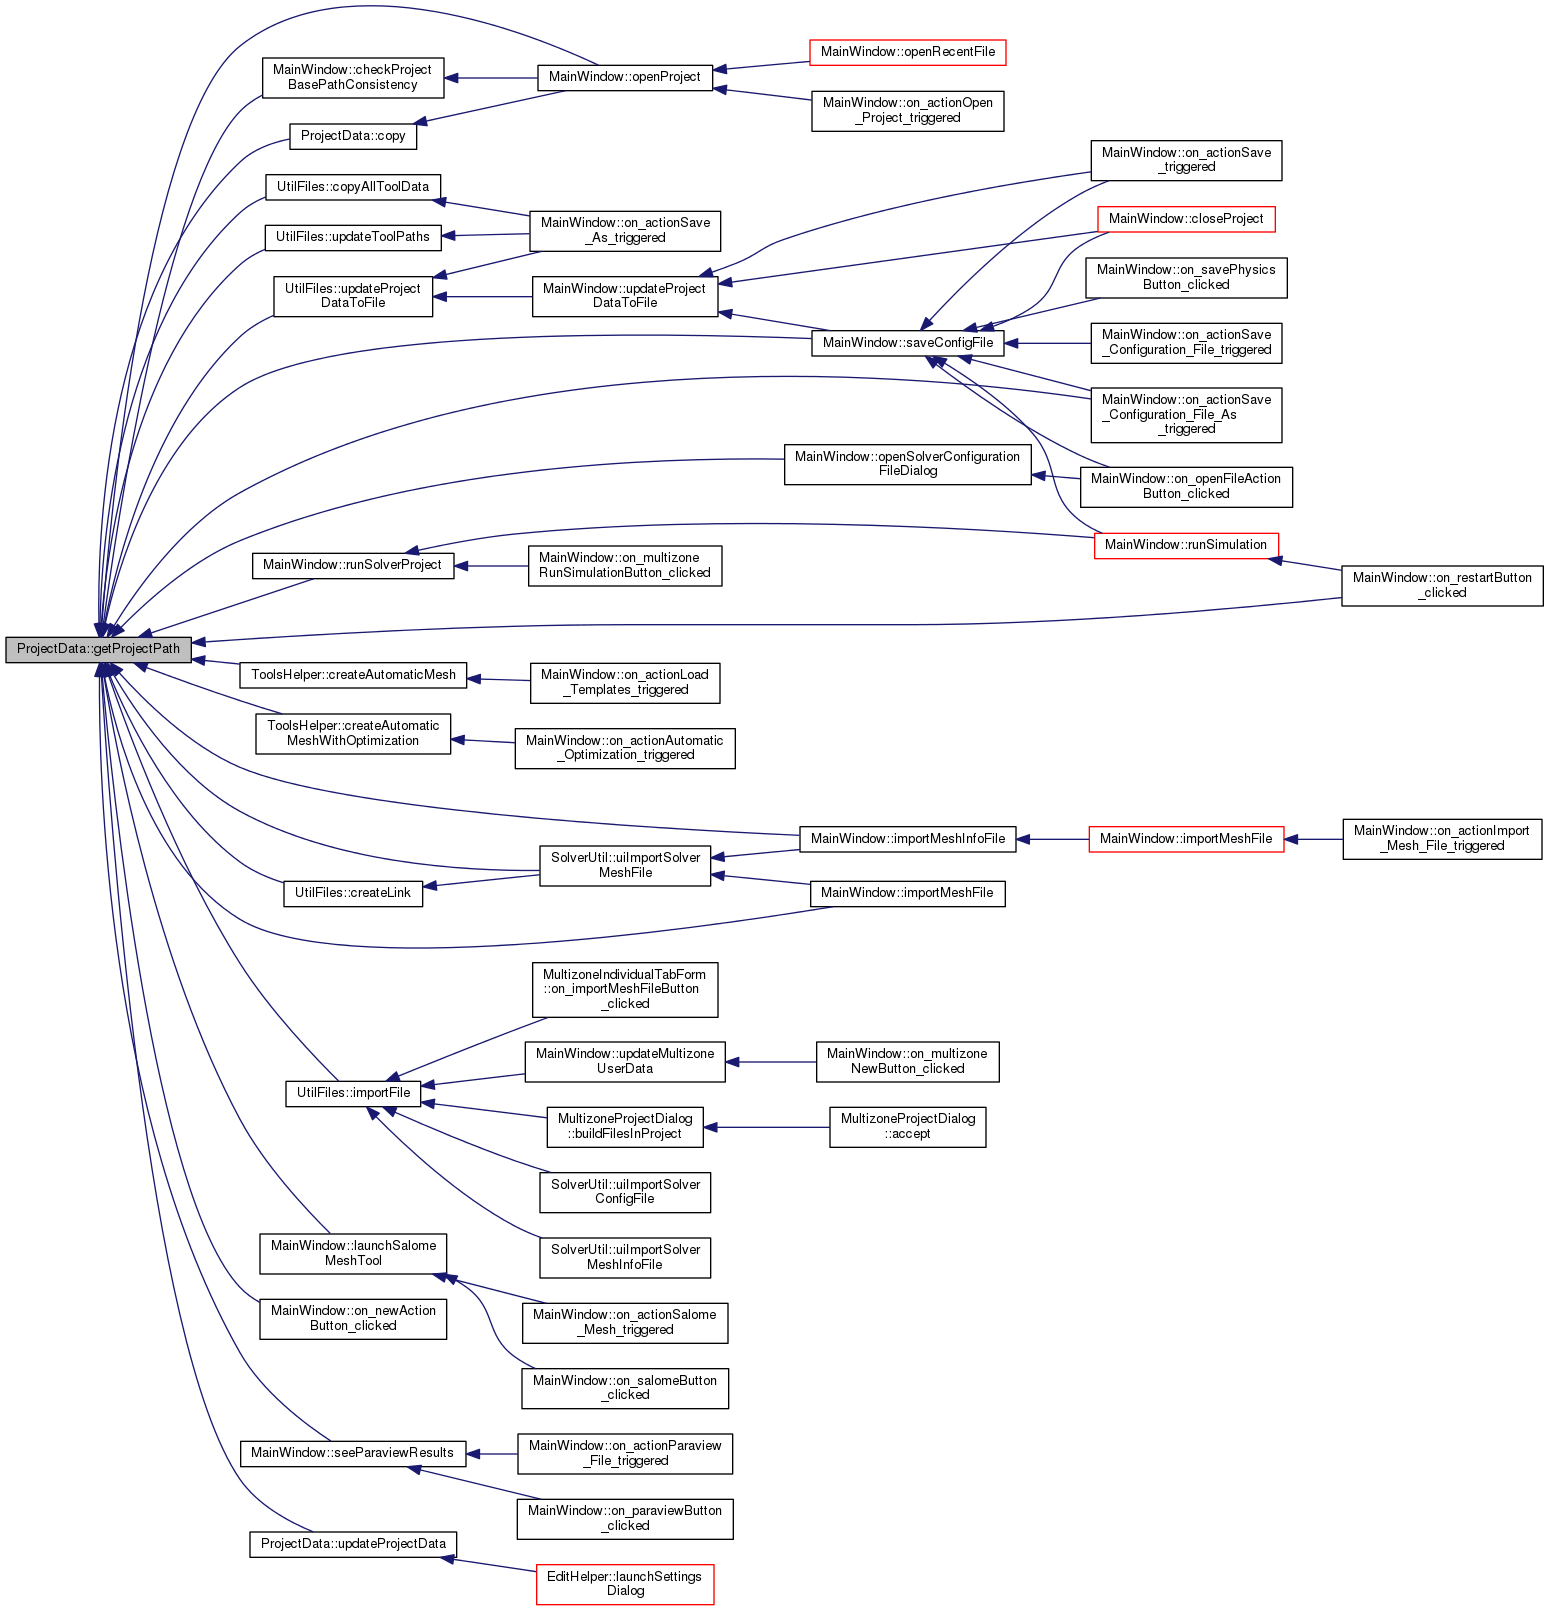 MainWindow::openRecentFile
MainWindow::checkProject
BasePathConsistency
MainWindow::openProject
MainWindow::on_actionOpen
_Project_triggered
ProjectData::copy
MainWindow::on_actionSave
_triggered
UtilFiles::copyAllToolData
MainWindow::on_actionSave
_As_triggered
MainWindow::closeProject
UtilFiles::updateToolPaths
MainWindow::on_savePhysics
Button_clicked
UtilFiles::updateProject
DataToFile
MainWindow::updateProject
DataToFile
MainWindow::saveConfigFile
MainWindow::on_actionSave
_Configuration_File_triggered
MainWindow::on_actionSave
_Configuration_File_As
_triggered
MainWindow::openSolverConfiguration
FileDialog
MainWindow::on_openFileAction
Button_clicked
MainWindow::runSimulation
MainWindow::runSolverProject
MainWindow::on_multizone
RunSimulationButton_clicked
MainWindow::on_restartButton
_clicked
ProjectData::getProjectPath
ToolsHelper::createAutomaticMesh
MainWindow::on_actionLoad
_Templates_triggered
ToolsHelper::createAutomatic
MeshWithOptimization
MainWindow::on_actionAutomatic
_Optimization_triggered
MainWindow::importMeshInfoFile
MainWindow::importMeshFile
MainWindow::on_actionImport
_Mesh_File_triggered
SolverUtil::uiImportSolver
MeshFile
UtilFiles::createLink
MainWindow::importMeshFile
MultizoneIndividualTabForm
::on_importMeshFileButton
_clicked
MainWindow::updateMultizone
UserData
MainWindow::on_multizone
NewButton_clicked
UtilFiles::importFile
MultizoneProjectDialog
::buildFilesInProject
MultizoneProjectDialog
::accept
SolverUtil::uiImportSolver
ConfigFile
SolverUtil::uiImportSolver
MeshInfoFile
MainWindow::launchSalome
MeshTool
MainWindow::on_newAction
Button_clicked
MainWindow::on_actionSalome
_Mesh_triggered
MainWindow::on_salomeButton
_clicked
MainWindow::seeParaviewResults
MainWindow::on_actionParaview
_File_triggered
MainWindow::on_paraviewButton
_clicked
ProjectData::updateProjectData
EditHelper::launchSettings
Dialog